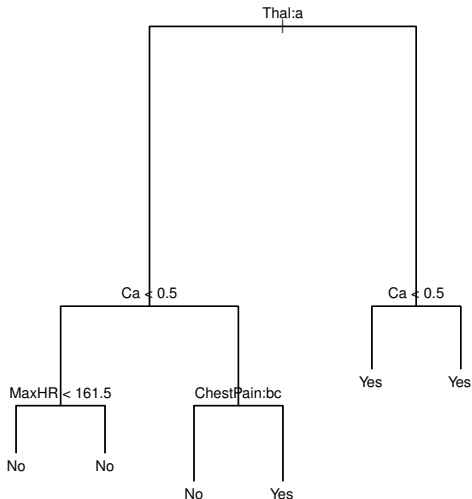 Thal:a
Ca < 0.5
Ca < 0.5
MaxHR < 161.5
ChestPain:bc
Yes
Yes
No
No
No
Yes